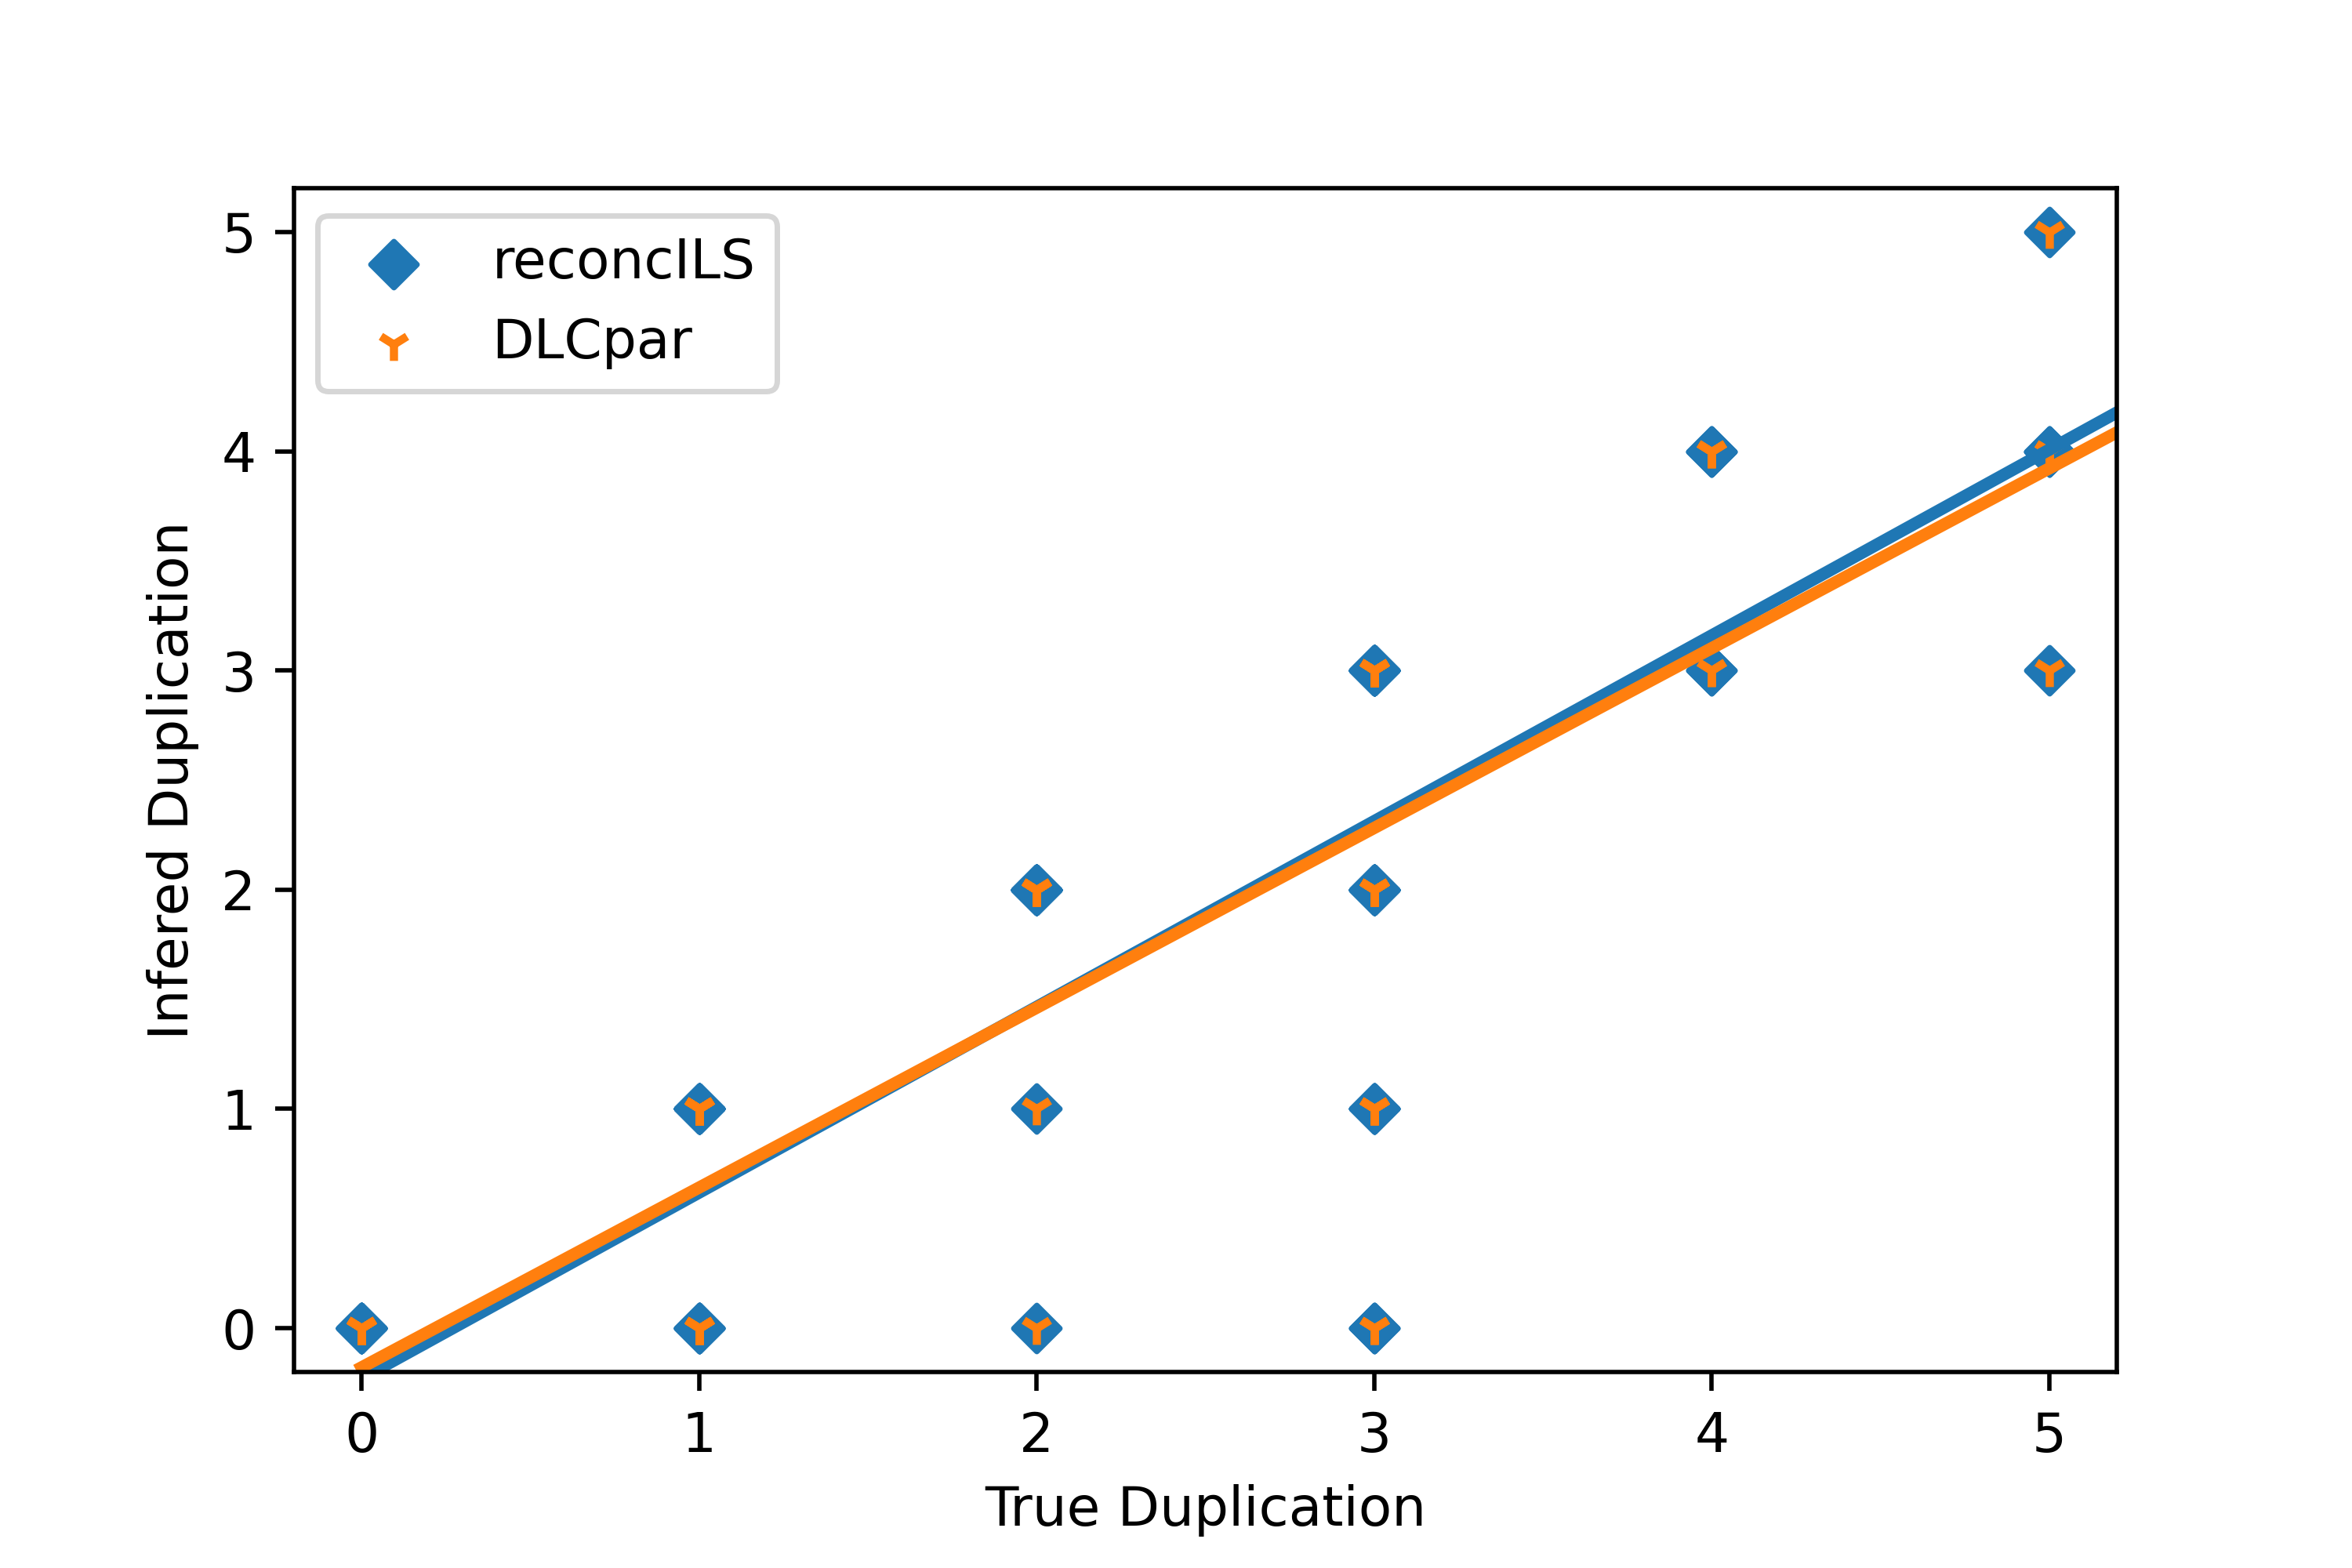 reconcILS
DLCpar
5
4
3
2
1
0
Infered Duplication
0 1 2 3 4 5
True Duplication